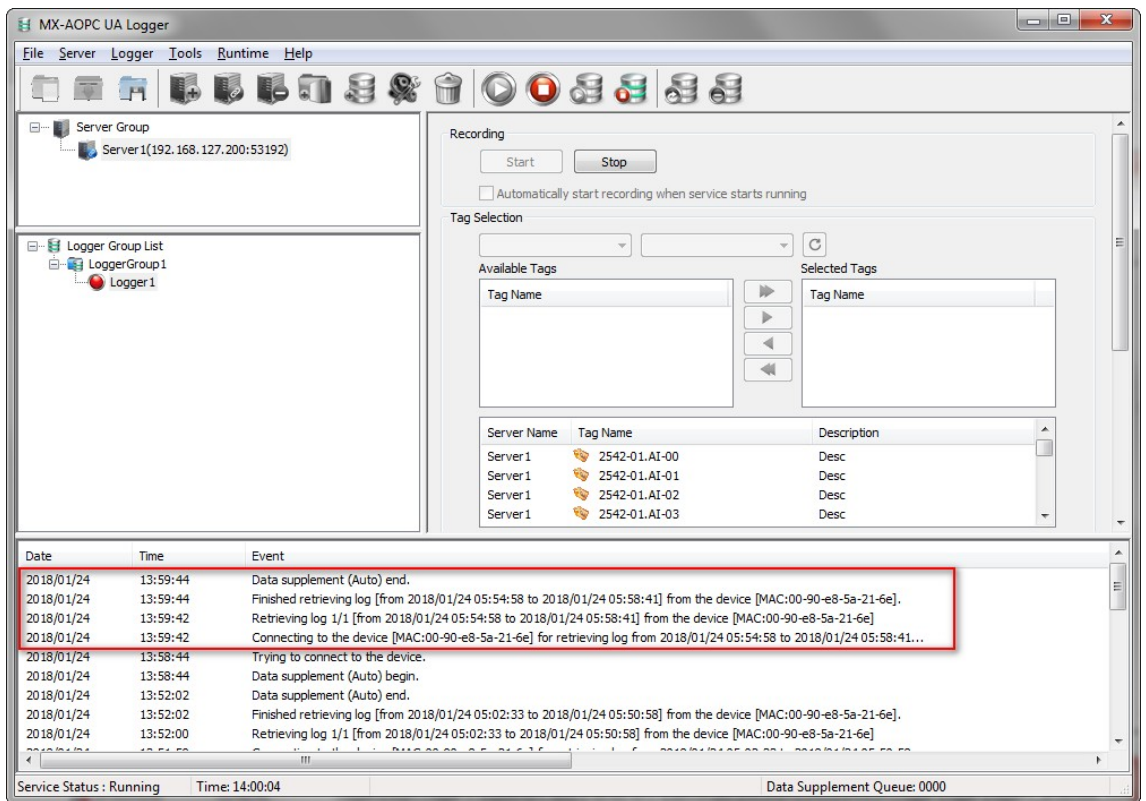 MX-AOPC UA Logger
File Server Logger Tools Runtime Help
Server Group
Server1(192.168.127.200:53192)
Logger Group List
LoggerGroup1
Logger1
Recording
Start Stop
Automatically start recording when service starts running
Tag Selection
Available Tags Selected Tags
Tag Name Tag Name
Server Name Tag Name Description
Server1 2542-01.AI-00 Desc
Server1 2542-01.AI-01 Desc
Server1 2542-01.AI-02 Desc
Server1 2542-01.AI-03 Desc
Date Time Event
2018/01/24 13:59:44 Data supplement (Auto) end.
2018/01/24 13:59:44 Finished retrieving log [from 2018/01/24 05:54:58 to 2018/01/24 05:58:41] from the device [MAC:00-90-e8-5a-21-6e].
2018/01/24 13:59:42 Retrieving log 1/1 [from 2018/01/24 05:54:58 to 2018/01/24 05:58:41] from the device [MAC:00-90-e8-5a-21-6e]
2018/01/24 13:59:42 Connecting to the device [MAC:00-90-e8-5a-21-6e] for retrieving log from 2018/01/24 05:54:58 to 2018/01/24 05:58:41...
2018/01/24 13:58:44 Trying to connect to the device.
2018/01/24 13:58:44 Data supplement (Auto) begin.
2018/01/24 13:52:02 Data supplement (Auto) end.
2018/01/24 13:52:02 Finished retrieving log [from 2018/01/24 05:02:33 to 2018/01/24 05:50:58] from the device [MAC:00-90-e8-5a-21-6e].
2018/01/24 13:52:00 Retrieving log 1/1 [from 2018/01/24 05:02:33 to 2018/01/24 05:50:58] from the device [MAC:00-90-e8-5a-21-6e]
Service Status : Running Time: 14:00:04 Data Supplement Queue: 0000